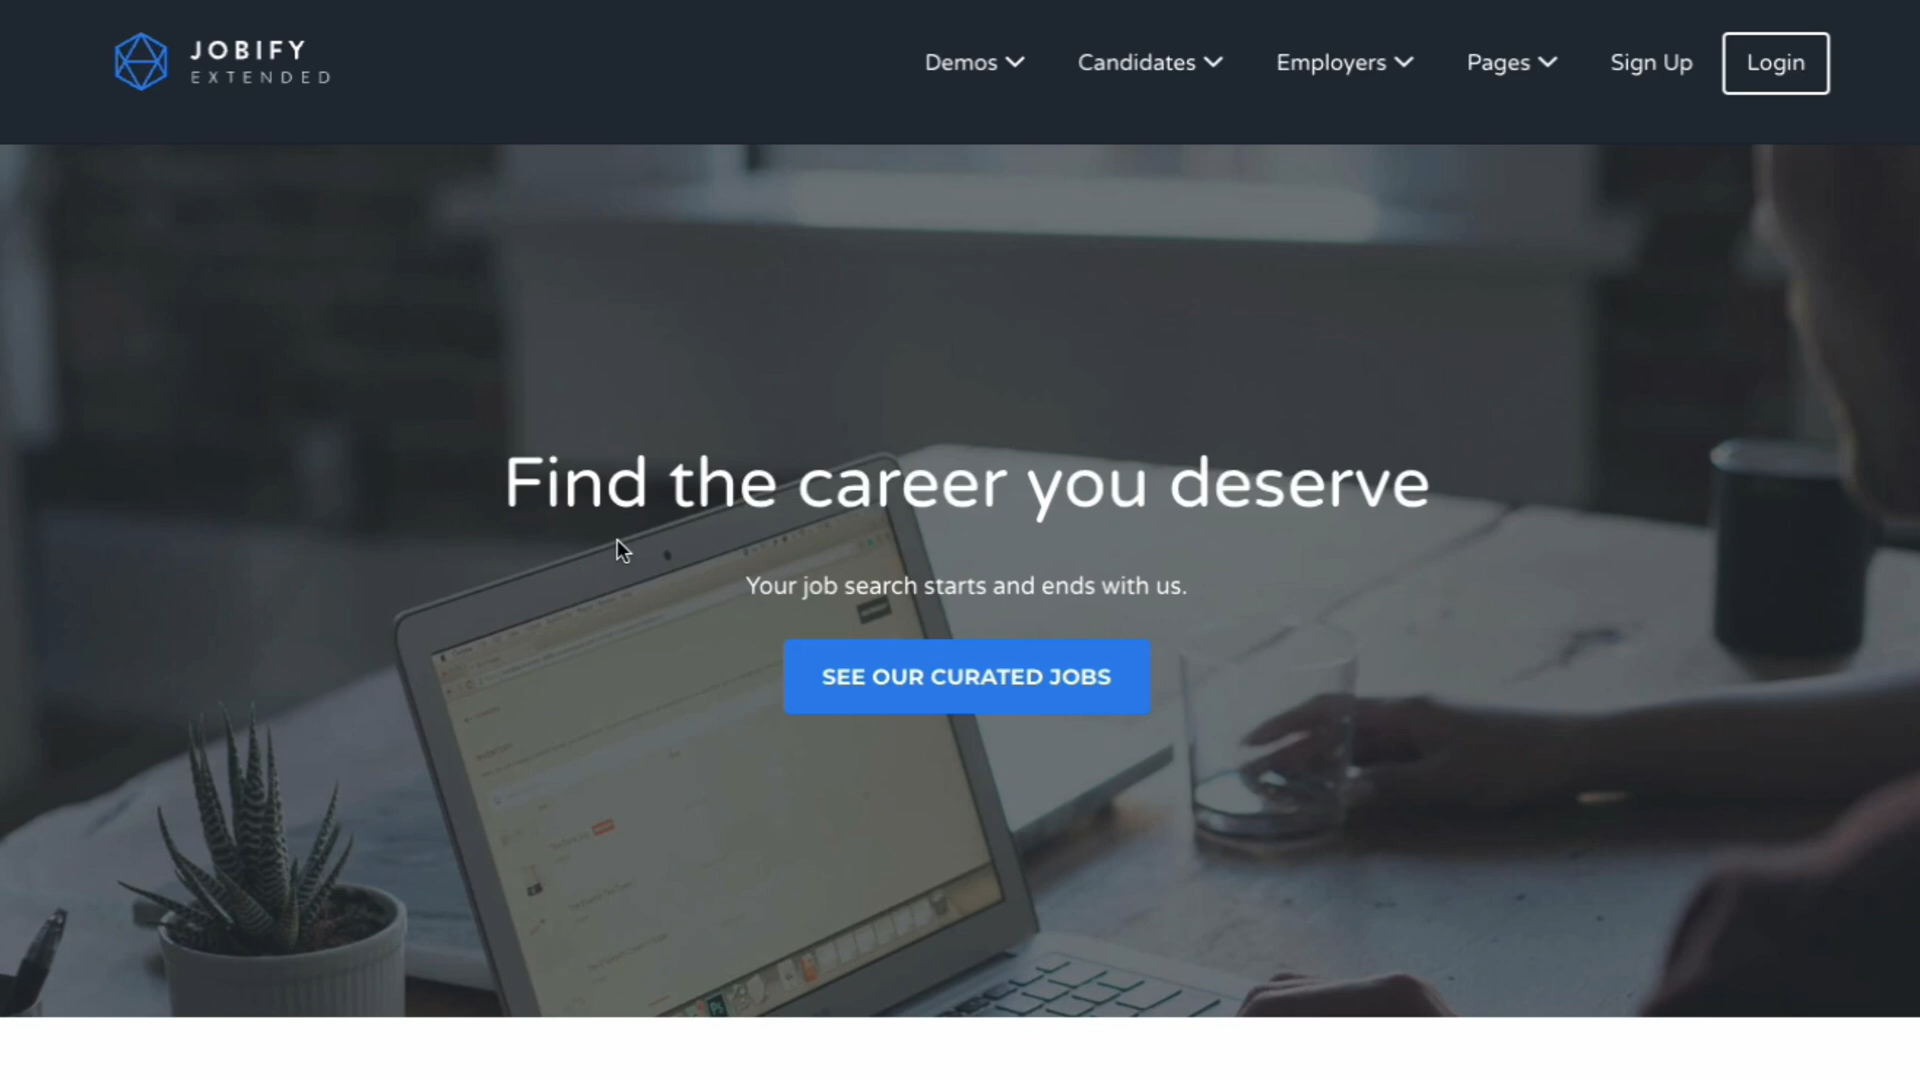 JOBIFY
EXTENDED
Demos
Candidates
Employers
Pages
Sign Up
Login
Find the career you deserve
Your job search starts and ends with us.
SEE OUR CURATED JOBS